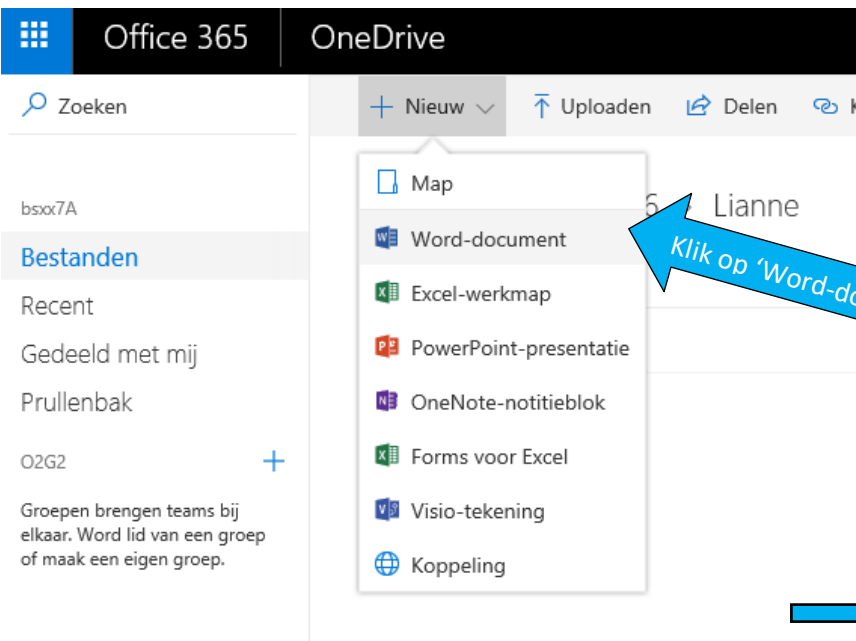 Office 365 OneDrive
Zoeken
Nieuw Uploaden Delen
bsxx7A
Bestanden
Recent
Gedeeld met mij
Prullenbak
O2G2
Groepen brengen teams bij
elkaar. Word lid van een groep
of maak een eigen groep.
Map
Word-document
Excel-werkmap
PowerPoint-presentatie
OneNote-notitieblok
Forms voor Excel
Visio-tekening
Koppeling
Lianne
Klik op ‘Word-do